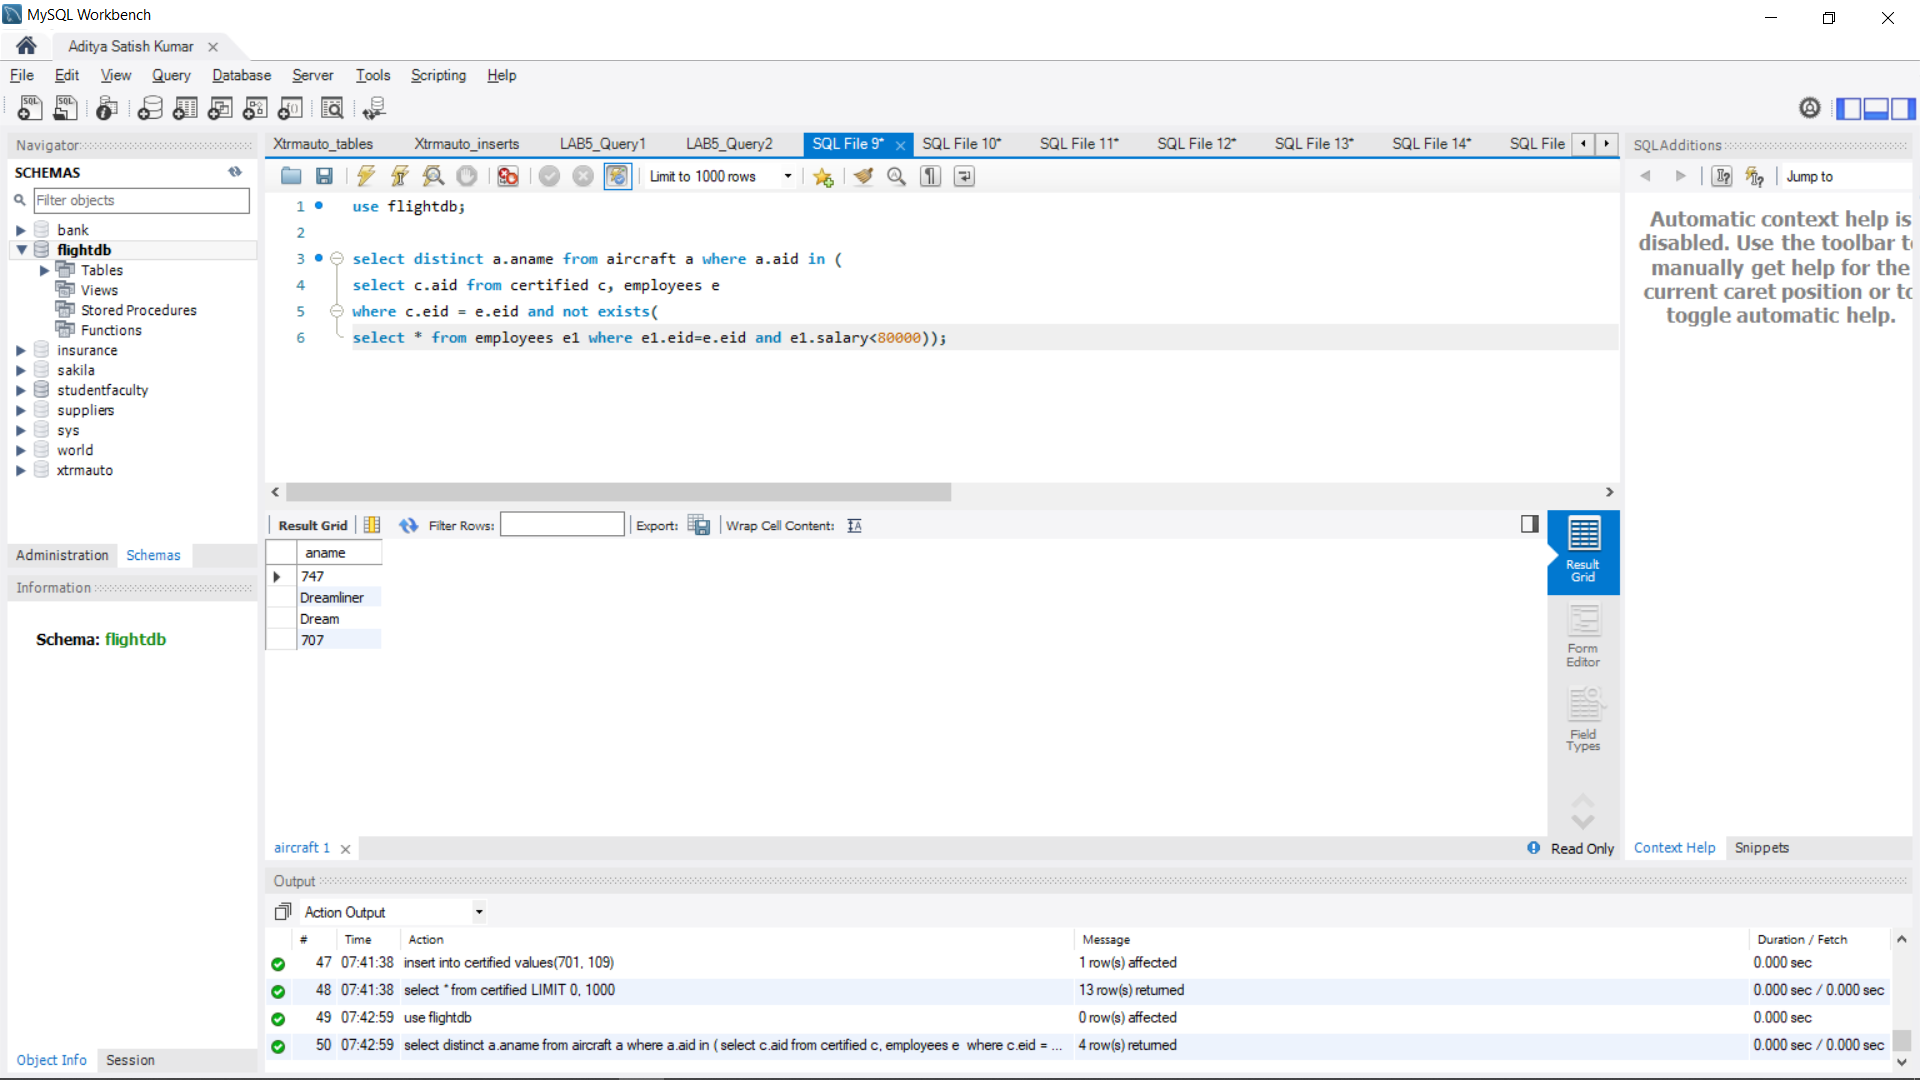 MySQL Workbench
Aditya Satish Kumar
File Edit View Query Database Server Tools Scripting Help
Navigator
SCHEMAS
Filter objects
bank
flightdb
Tables
Views
Stored Procedures
Functions
insurance
sakila
studentfaculty
suppliers
sys
world
xtrmauto
Administration Schemas
Information
Schema: flightdb
Object Info Session
Xtrmauto_tables Xtrmauto_inserts LAB5_Query1 LAB5_Query2 SQL File 9* SQL File 10* SQL File 11* SQL File 12* SQL File 13* SQL File 14* SQL File
Limit to 1000 rows
1 use flightdb;
2
3 select distinct a.aname from aircraft a where a.aid in (
4 select c.aid from certified c, employees e
5 where c.eid = e.eid and not exists(
6 select * from employees e1 where e1.eid=e.eid and e1.salary<80000));
Result Grid Filter Rows: Export: Wrap Cell Content:
aname
747
Dreamliner
Dream
707
Result Grid
Form Editor
Field Types
aircraft 1 Read Only
SQLAdditions
Jump to
Automatic context help is
disabled. Use the toolbar to
manually get help for the
current caret position or to
toggle automatic help.
Context Help Snippets
Output
Action Output
# Time Action Message Duration / Fetch
47 07:41:38 insert into certified values(701, 109) 1 row(s) affected 0.000 sec
48 07:41:38 select * from certified LIMIT 0, 1000 13 row(s) returned 0.000 sec / 0.000 sec
49 07:42:59 use flightdb 0 row(s) affected 0.000 sec
50 07:42:59 select distinct a.aname from aircraft a where a.aid in ( select c.aid from certified c, employees e where c.eid = ... 4 row(s) returned 0.000 sec / 0.000 sec